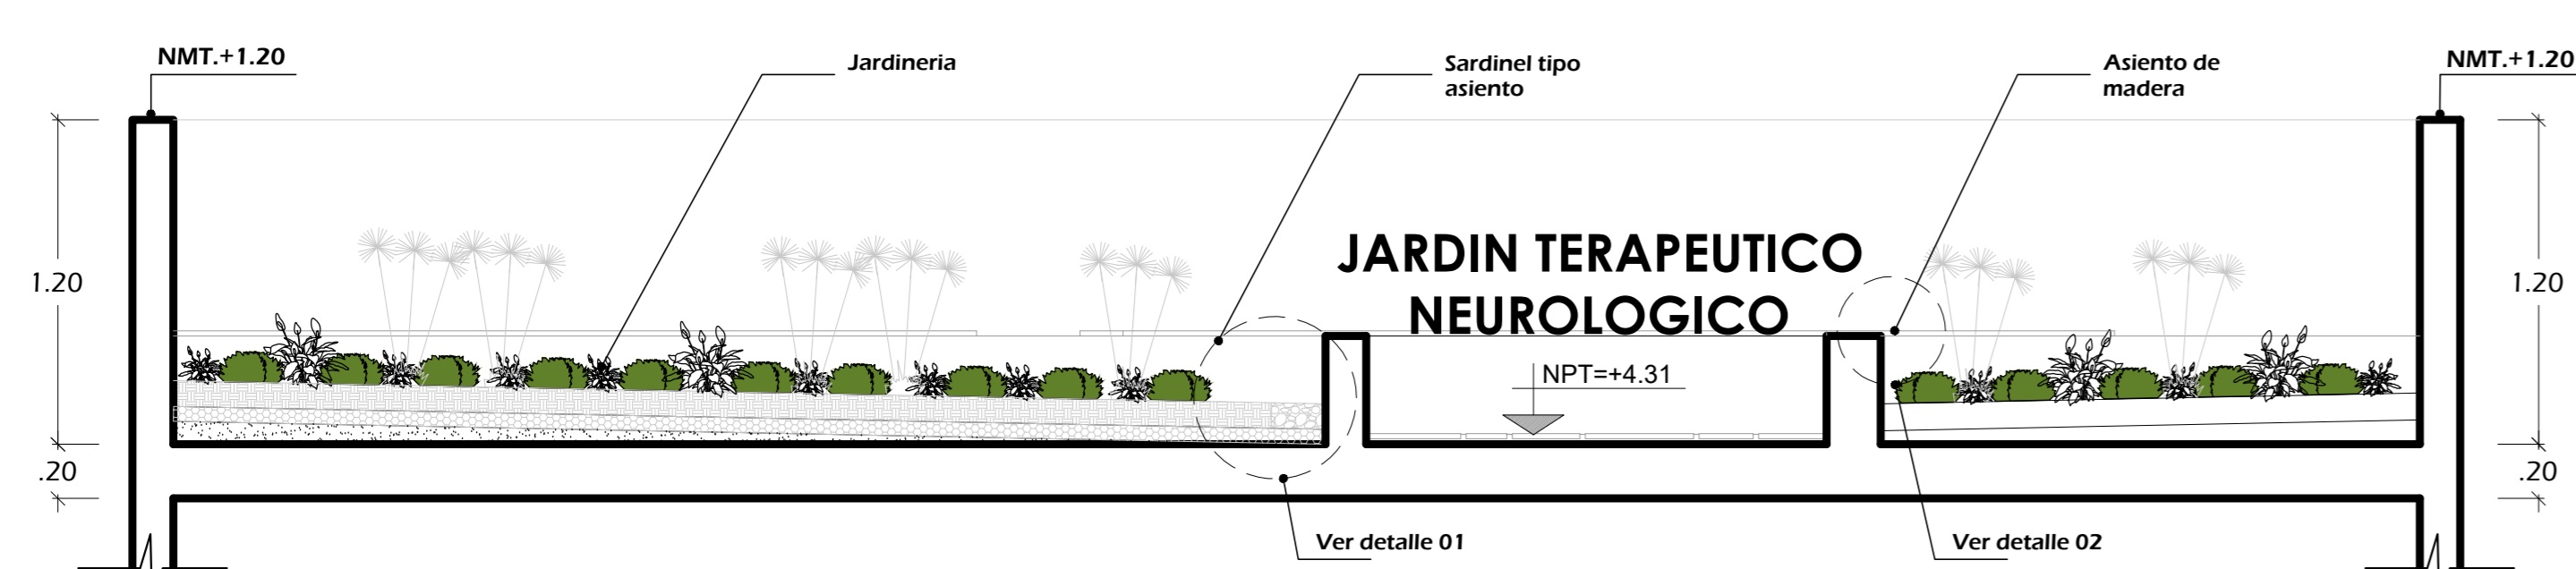 NMT.+1.20
Jardineria
Sardinel tipo
asiento
Asiento de
madera
NMT.+1.20
JARDIN TERAPEUTICO
NEUROLOGICO
1.20
1.20
NPT=+4.31
.20
.20
Ver detalle 01
Ver detalle 02